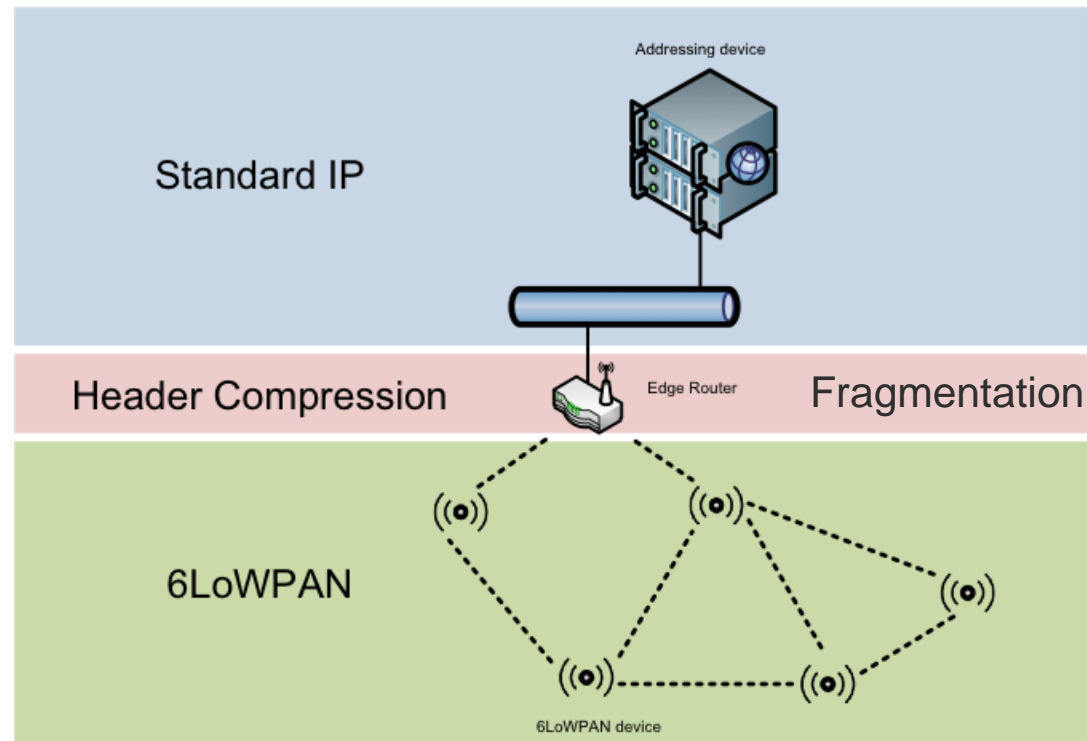 Addressing device
Standard IP
Header Compression
Edge Router
Fragmentation
6LoWPAN
6LoWPAN device